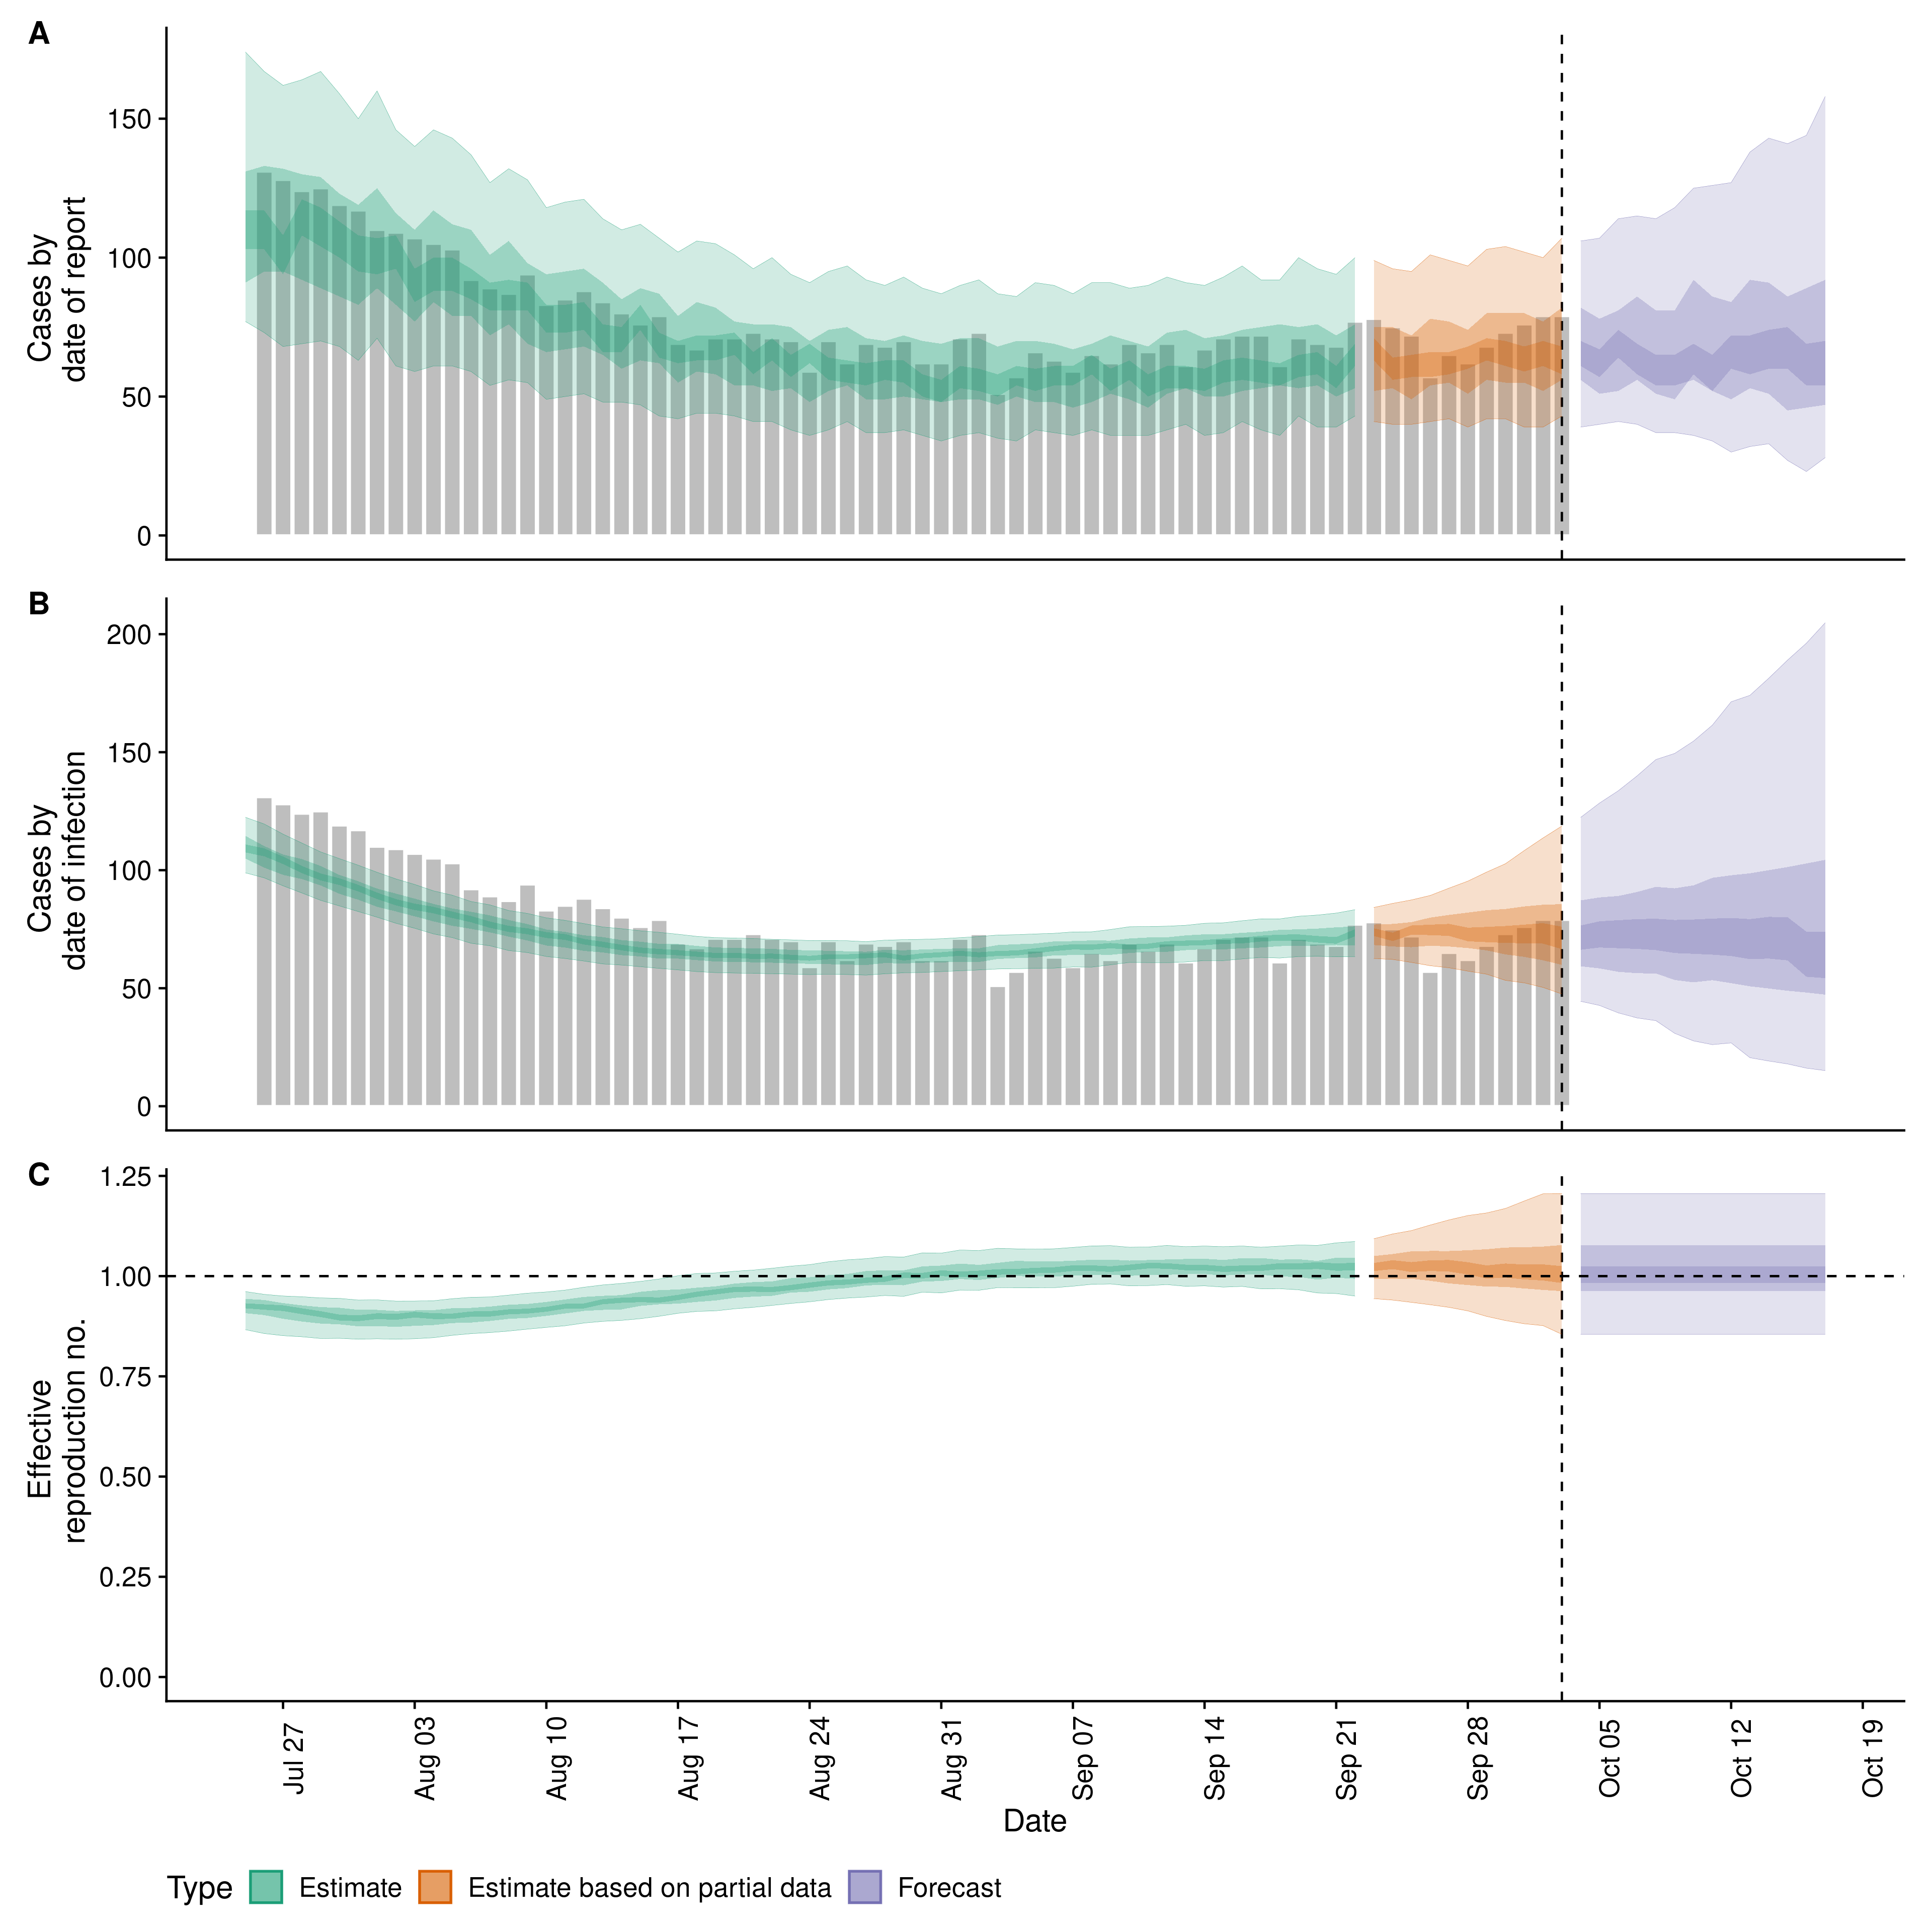 A
Cases by
date of report
150
100
50
0
B
Cases by
date of infection
200
150
100
50
0
C
Effective
reproduction no.
1.25
1.00
0.75
0.50
0.25
0.00
Jul 27
Aug 03
Aug 10
Aug 17
Aug 24
Aug 31
Sep 07
Sep 14
Sep 21
Sep 28
Oct 05
Oct 12
Oct 19
Date
Type Estimate Estimate based on partial data Forecast